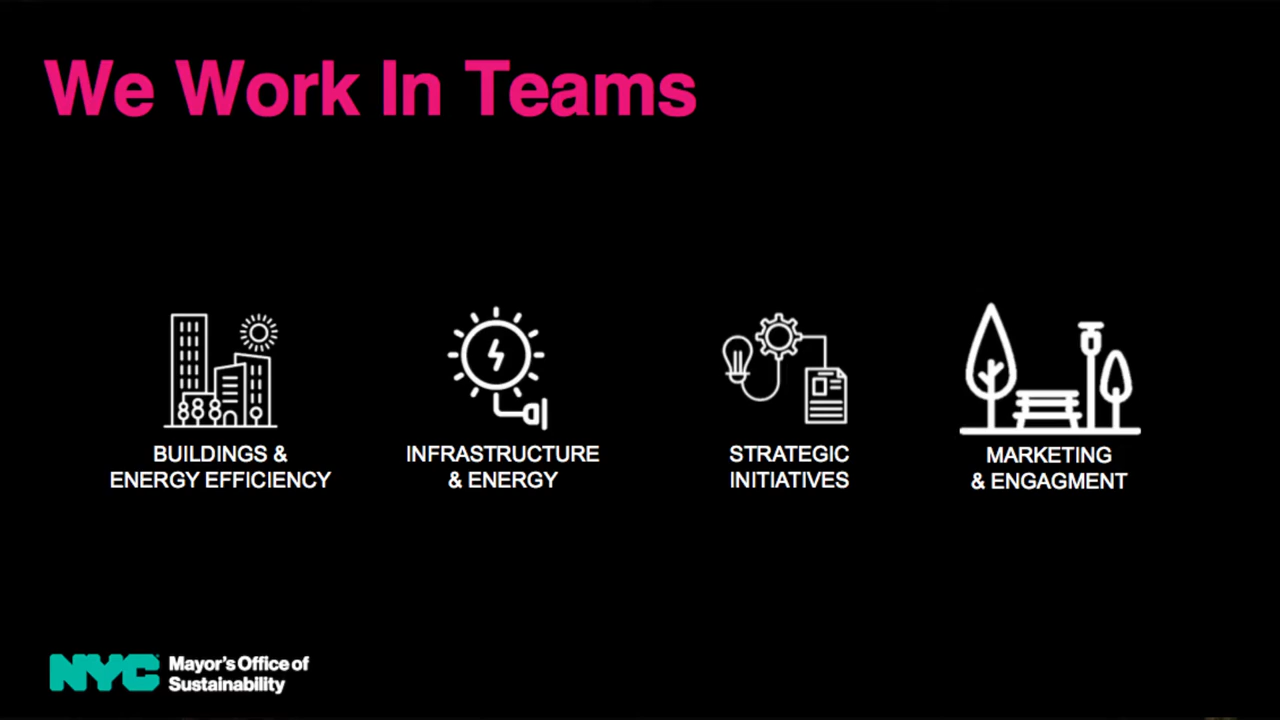 We Work In Teams
BUILDINGS &
ENERGY EFFICIENCY
INFRASTRUCTURE
& ENERGY
STRATEGIC
INITIATIVES
MARKETING
& ENGAGMENT
NYC Mayor's Office of
Sustainability